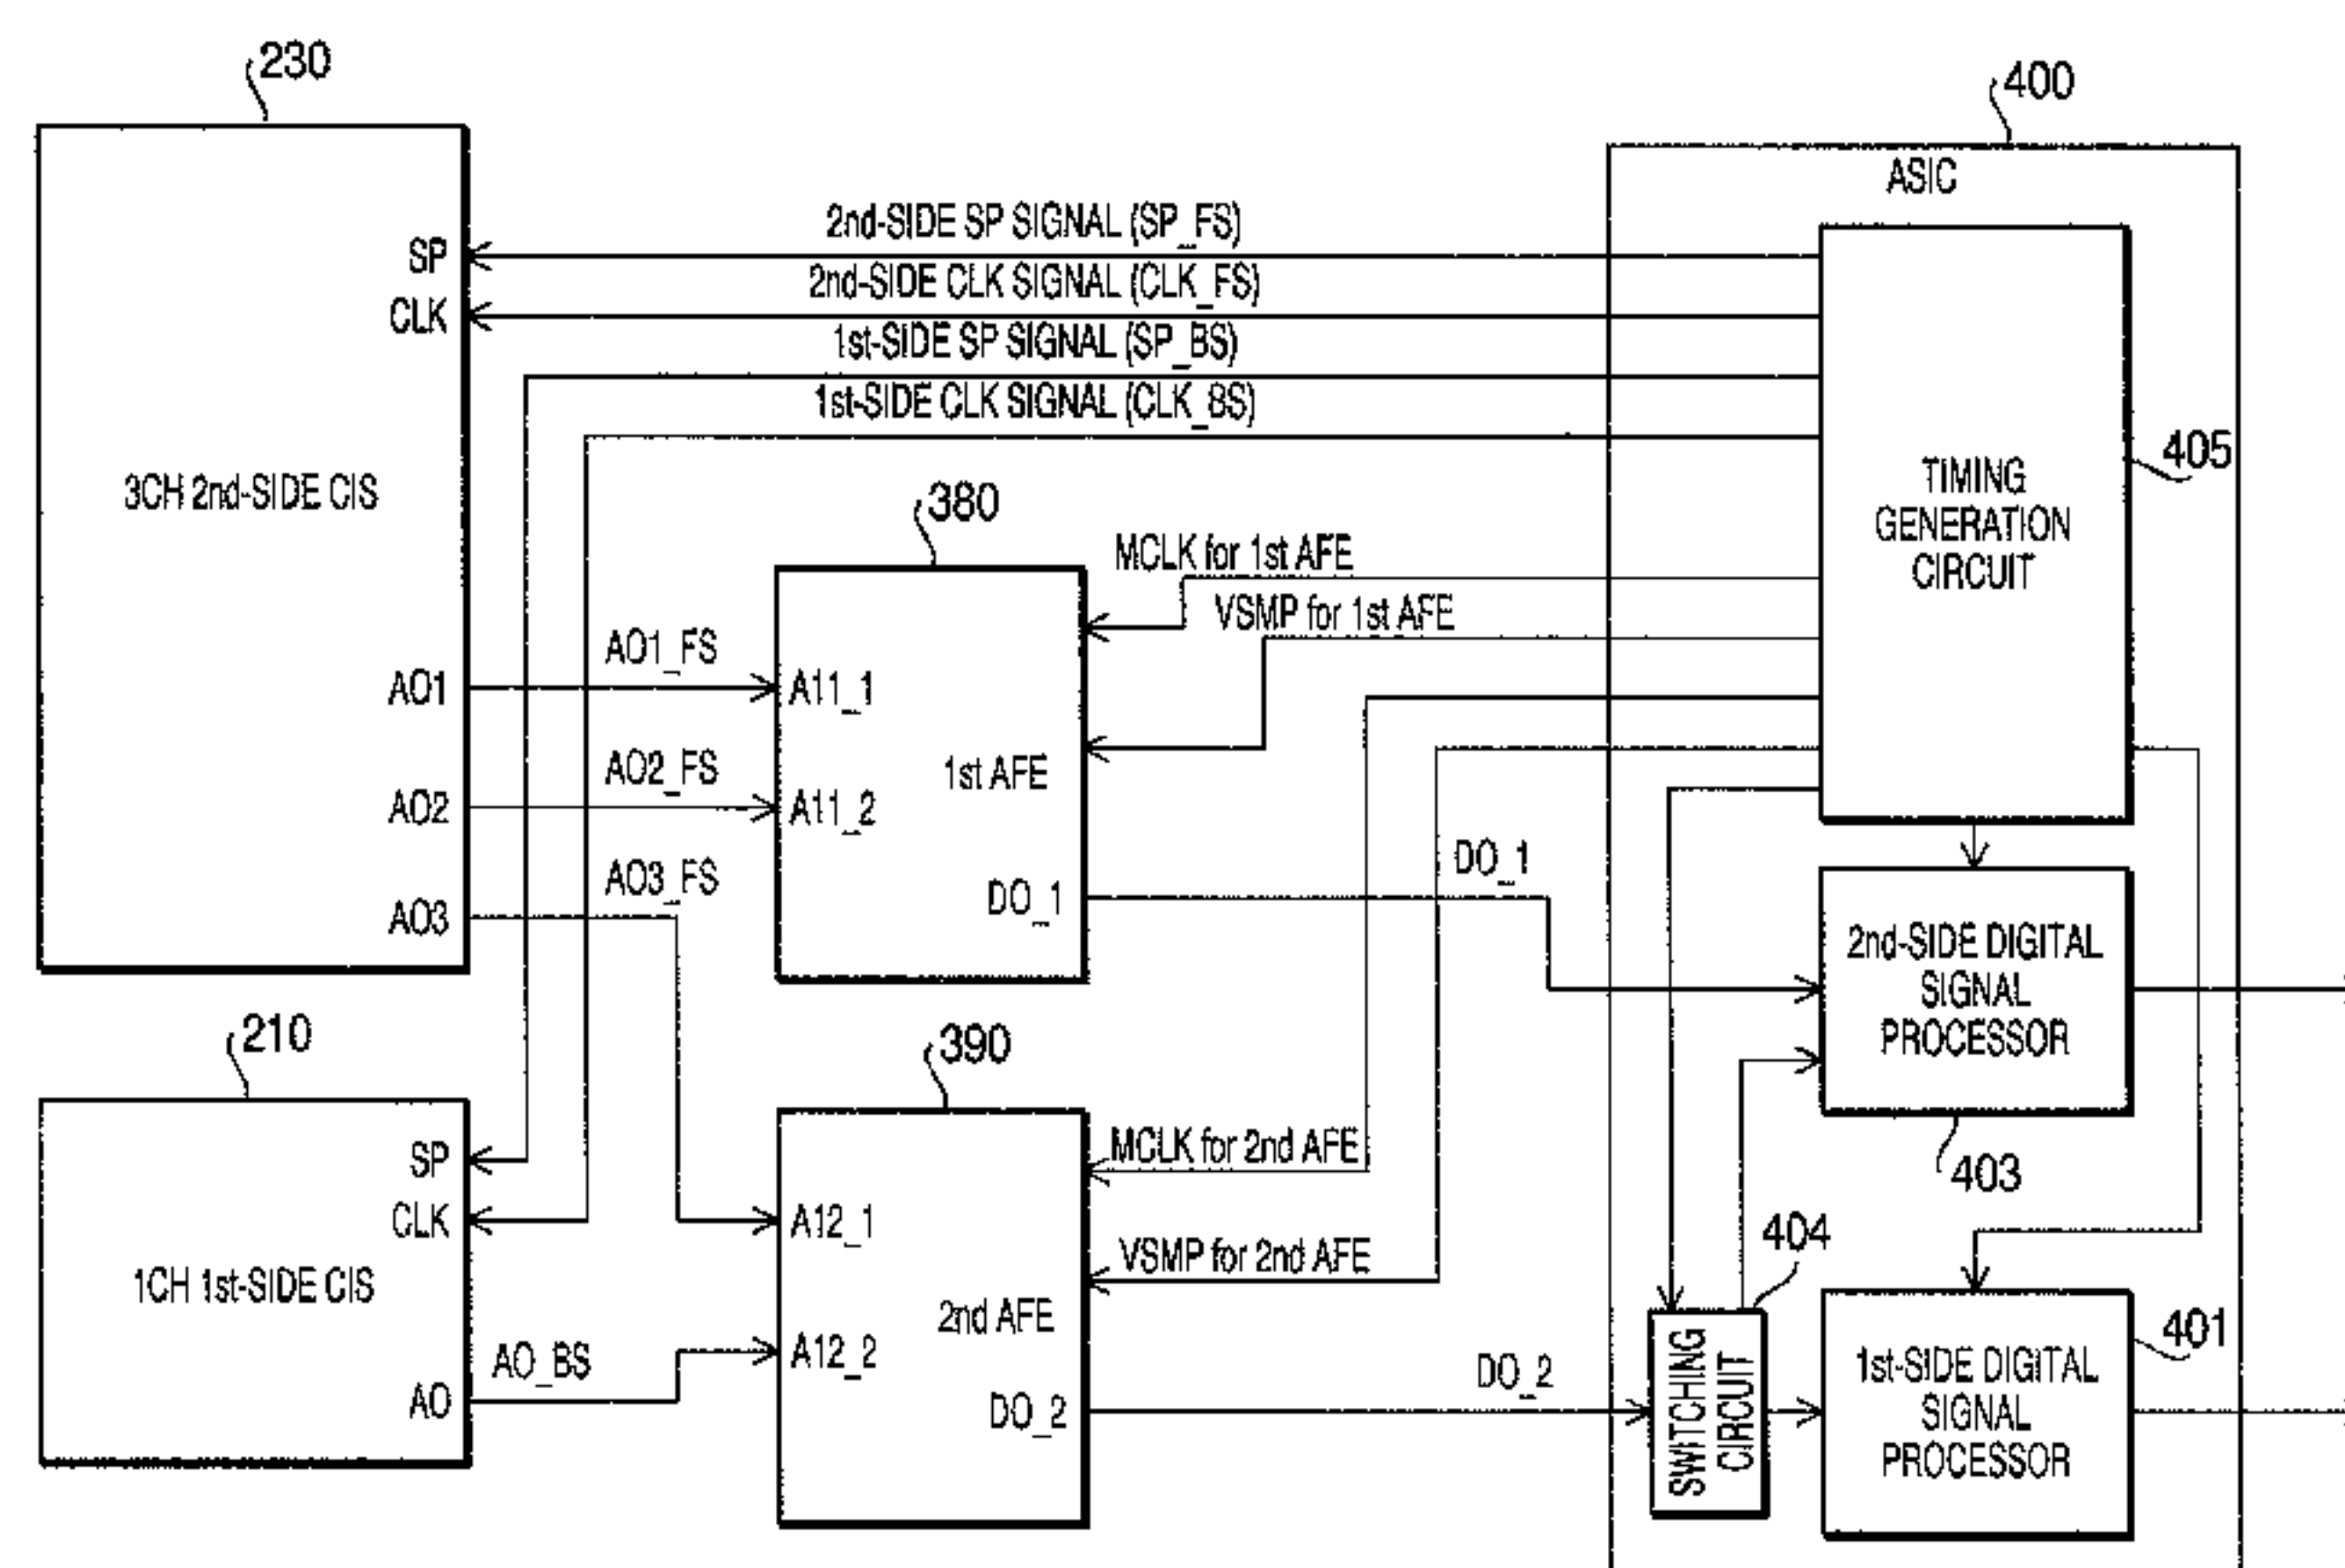 230
400
ASIC
2nd-SIDE SP SIGNAL (SP_FS)
SP
2nd-SIDE CLK SIGNAL (CLK_FS)
CLK
1st-SIDE SP SIGNAL (SP_BS)
1st-SIDE CLK SIGNAL (CLK_BS)
405
3CH 2nd-SIDE CIS
TIMING
GENERATION
CIRCUIT
380
MCLK for 1st AFE
VSMP for 1st AFE
AO1_FS
AO1
A11_1
1st AFE
AO2_FS
AO2
A11_2
DO_1
AO3_FS
AO3
DO_1
2nd-SIDE DIGITAL
SIGNAL
PROCESSOR
210
390
SP
MCLK for 2nd AFE
403
CLK
A12_1
404
VSMP for 2nd AFE
1CH 1st-SIDE CIS
2nd AFE
401
AO_BS
A12_2
AO
DO_2
DO_2
SWITCHING
CIRCUIT
1st-SIDE DIGITAL
SIGNAL
PROCESSOR